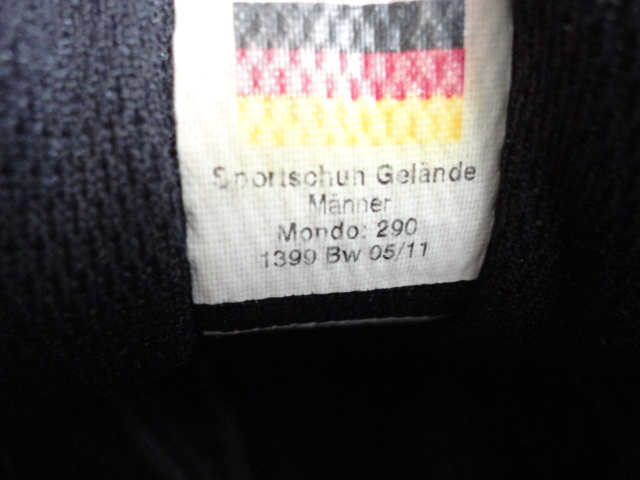 Sportschuh Gelände
Männer
Mondo: 290
1399 Bw 05/11